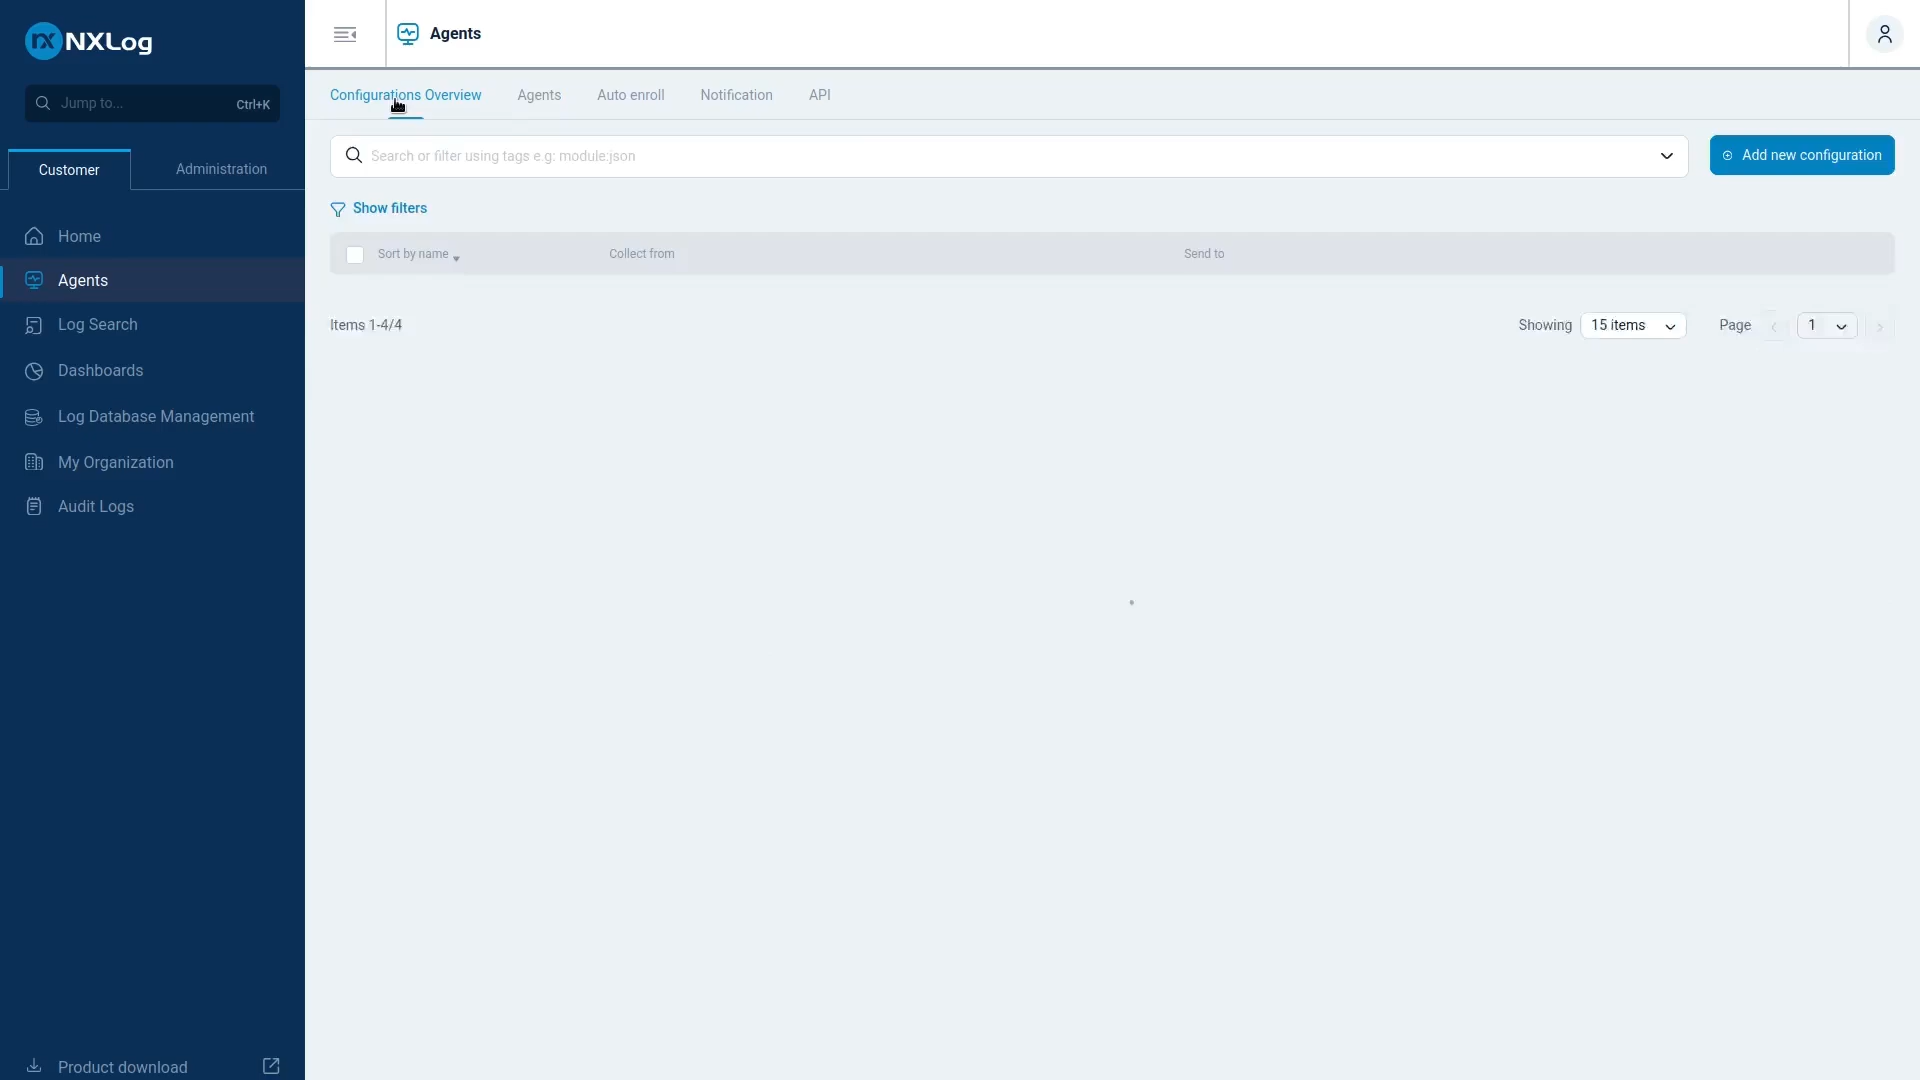 NXLog
Jump to...
Ctrl+K
Customer
Administration
Home
Agents
Log Search
Dashboards
Log Database Management
My Organization
Audit Logs
Product download
Agents
Configurations Overview
Agents
Auto enroll
Notification
API
Search or filter using tags e.g: module:json
Add new configuration
Show filters
Sort by name
Collect from
Send to
Items 1-4/4
Showing
15 items
Page
1